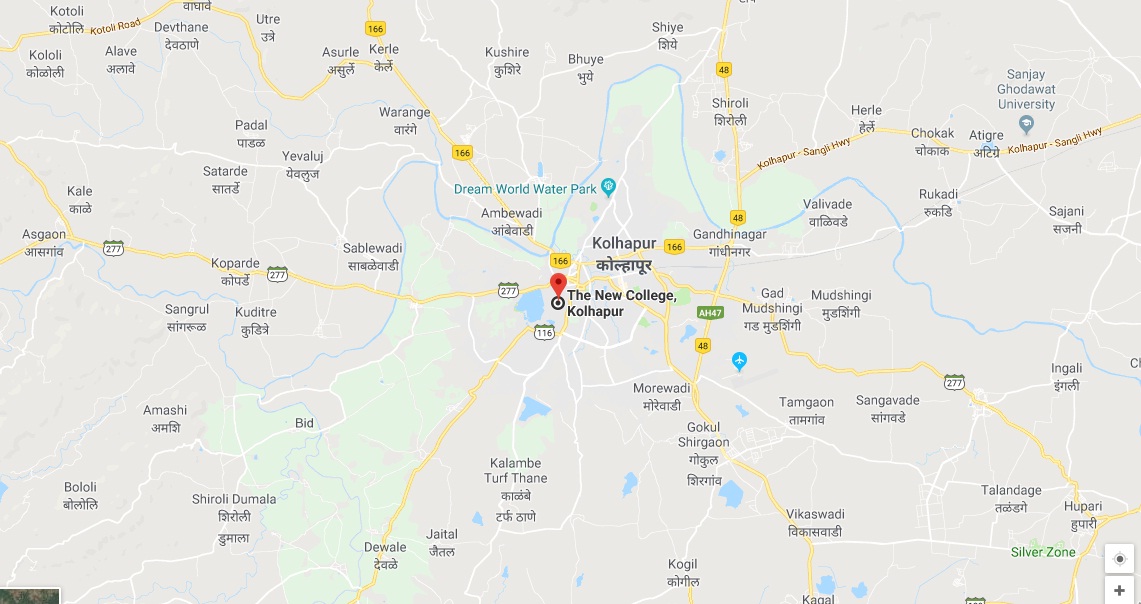 वाघापे
Kotoli
कोटोलि
Kotoli Road
Devthane
देवठाणे
Utre
उत्रे
166
Shiye
शिये
Kololi
कोळोली
Alave
अलावे
Asurle
असुर्ले
Kerle
केर्ले
Kushire
कुशिरे
Bhuye
भुये
48
Sanjay
Ghodawat
University
Warange
वारंगे
Shiroli
शिरोली
Herle
हेर्ले
Padal
पाडळ
Chokak
चोकाक
Atigre
अटिग्रे
Kolhapur - Sangli Hwy
Kolhapur - Sangli Hwy
166
Yevaluj
येवलुज
Satarde
सातर्डे
Kale
काळे
Dream World Water Park
Rukadi
रुकडि
Ambewadi
आंबेवाडी
Valivade
वाळिवडे
Sajani
सजनी
48
Asgaon
आसगांव
277
Sablewadi
साबळेवाडी
Kolhapur
कोल्हापूर
166
Gandhinagar
गांधीनगर
166
Koparde
कोपर्डे
277
277
The New College,
Kolhapur
Gad
Mudshingi
गड मुडशिंगी
Mudshingi
मुडशिंगी
Sangrul
सांगरूळ
Kuditre
कुडित्रे
AH47
116
48
Ingali
इंगली
277
Morewadi
मोरेवाडी
Tamgaon
तामगांव
Sangavade
सांगवडे
Amashi
अमशि
Bid
Gokul
Shirgaon
गोकुल
शिरगांव
Kalambe
Turf Thane
काळंबे
टर्फ ठाणे
Bololi
बोलोलि
Shiroli Dumala
शिरोली
डुमाला
Talandage
तळंदगे
Hupari
हुपारी
Vikaswadi
विकासवाडी
Jaital
जैतल
Dewale
देवळे
Silver Zone
Kogil
कोगील
Kagal